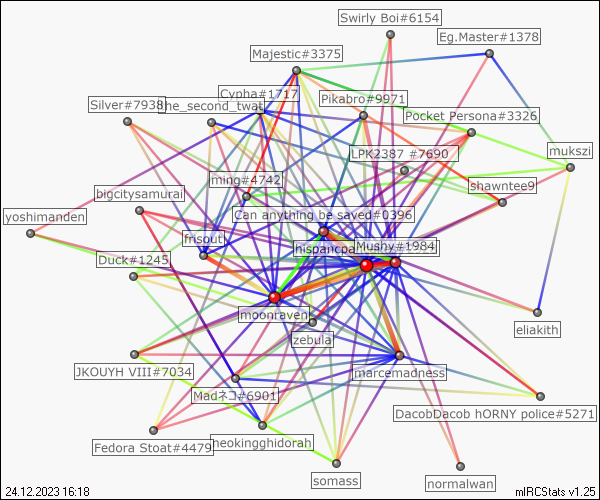 Swirly Boi#6154
Eg.Master#1378
Majestic#3375
Cypha#1717
Pikabro#9971
Silver#7938
the_second_twat
Pocket Persona#3326
LPK2387 #7690
mukszi
ming#4742
shawntee9
bigcitysamurai
yoshimanden
Can anything be saved#0396
frisouti
Mushy#1984
Duck#1245
moonraven
eliakith
zebula
JKOUYH VIII#7034
marcemadness
Madネコ#6901
DacobDacob hORNY police#5271
Fedora Stoat#4479
neokingghidorah
somass
normalwan
24.12.2023 16:18
mIRCStats v1.25